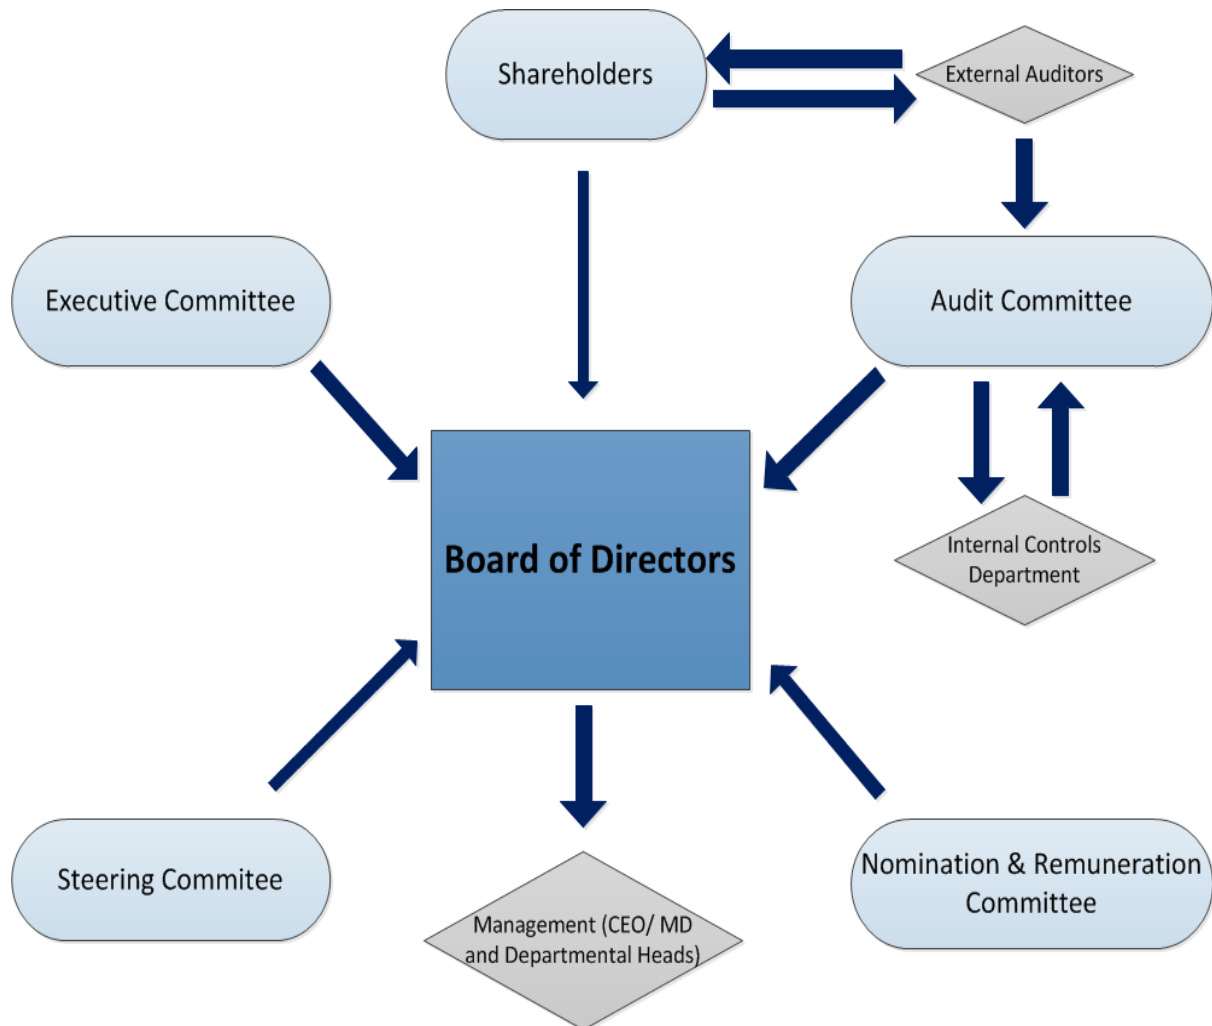 Shareholders
External Auditors
Executive Committee
Audit Committee
Board of Directors
Internal Controls
Department
Steering Commitee
Management (CEO/ MD
and Departmental Heads)
Nomination & Remuneration
Committee